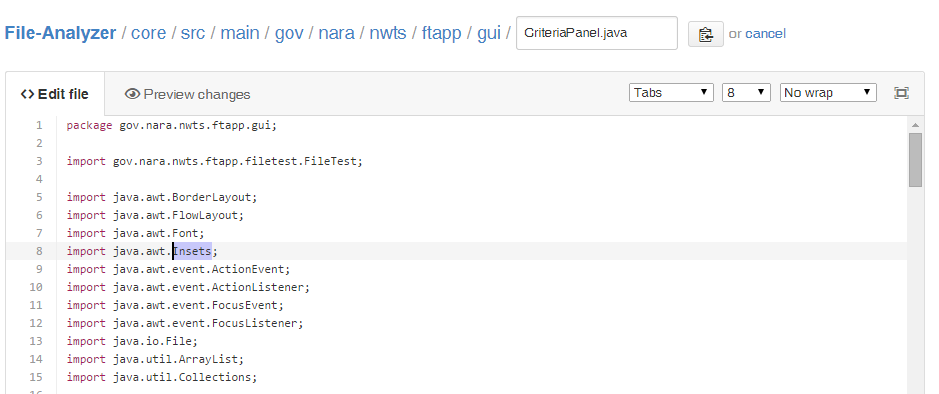 File-Analyzer / core / src / main / gov / nara / nwts / ftapp / gui / CriteriaPanel.java or cancel
<> Edit file Preview changes Tabs 8 No wrap
1 package gov.nara.nwts.ftapp.gui;
2
3 import gov.nara.nwts.ftapp.filetest.FileTest;
4
5 import java.awt.BorderLayout;
6 import java.awt.FlowLayout;
7 import java.awt.Font;
8 import java.awt.Insets;
9 import java.awt.event.ActionEvent;
10 import java.awt.event.ActionListener;
11 import java.awt.event.FocusEvent;
12 import java.awt.event.FocusListener;
13 import java.io.File;
14 import java.util.ArrayList;
15 import java.util.Collections;